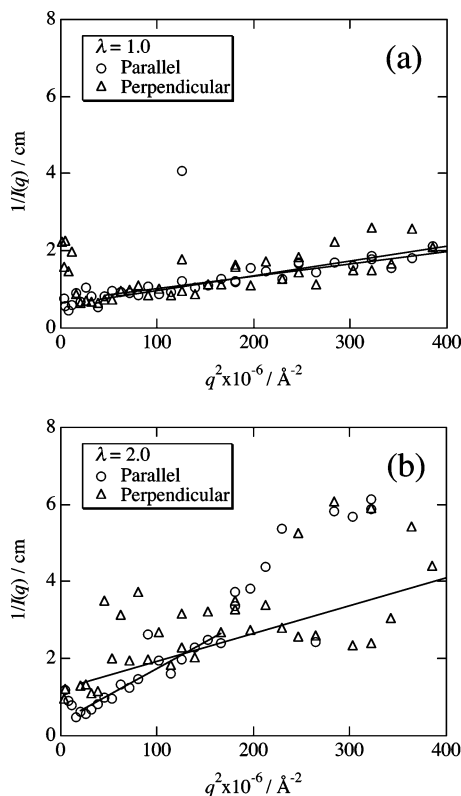 8
6
4
2
0
1/I(q) / cm
λ = 1.0
Parallel
Perpendicular
(a)
0 100 200 300 400
q²x10⁻⁶ / Å⁻²
8
6
4
2
0
1/I(q) / cm
λ = 2.0
Parallel
Perpendicular
(b)
0 100 200 300 400
q²x10⁻⁶ / Å⁻²